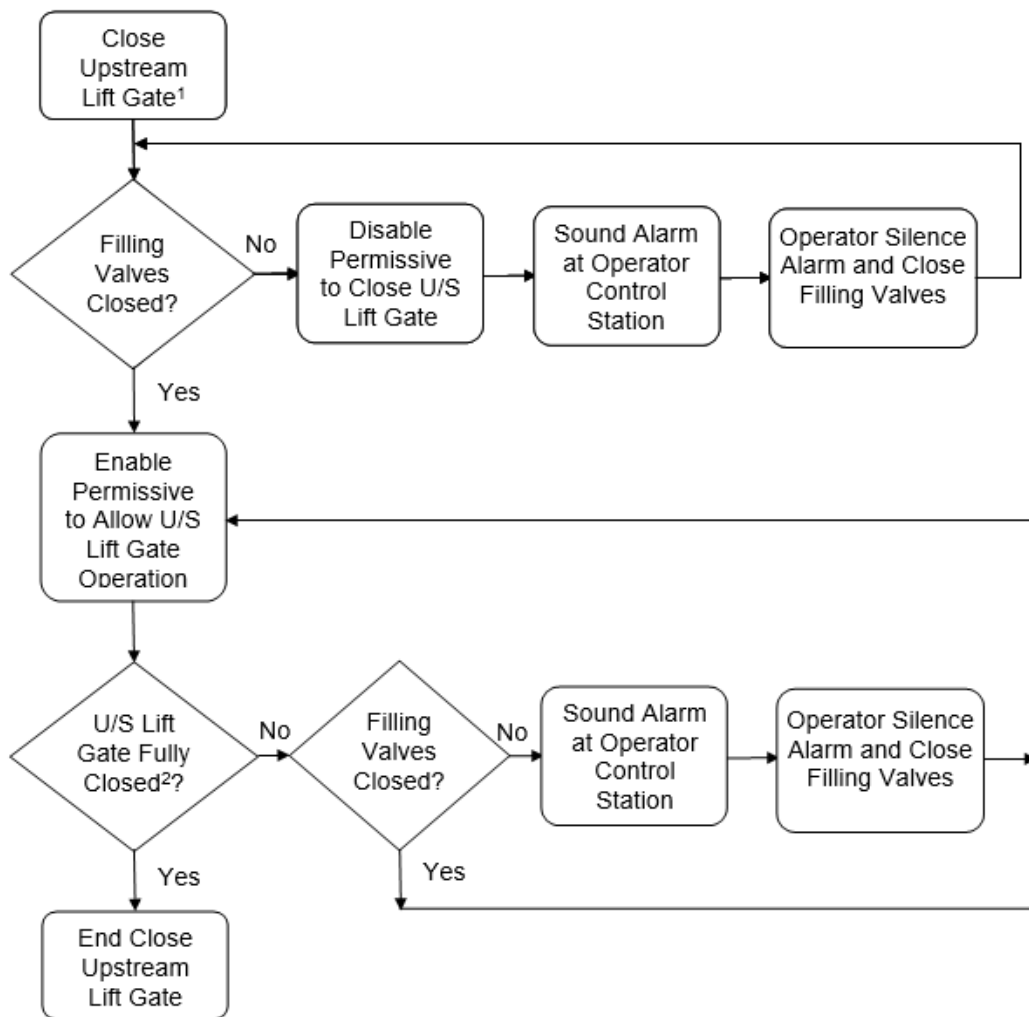 Close
Upstream
Lift Gate¹
Filling
Valves
Closed?
No
Disable
Permissive
to Close U/S
Lift Gate
Sound Alarm
at Operator
Control
Station
Operator Silence
Alarm and Close
Filling Valves
Yes
Enable
Permissive
to Allow U/S
Lift Gate
Operation
U/S Lift
Gate Fully
Closed²?
No
Filling
Valves
Closed?
No
Sound Alarm
at Operator
Control
Station
Operator Silence
Alarm and Close
Filling Valves
Yes
Yes
End Close
Upstream
Lift Gate